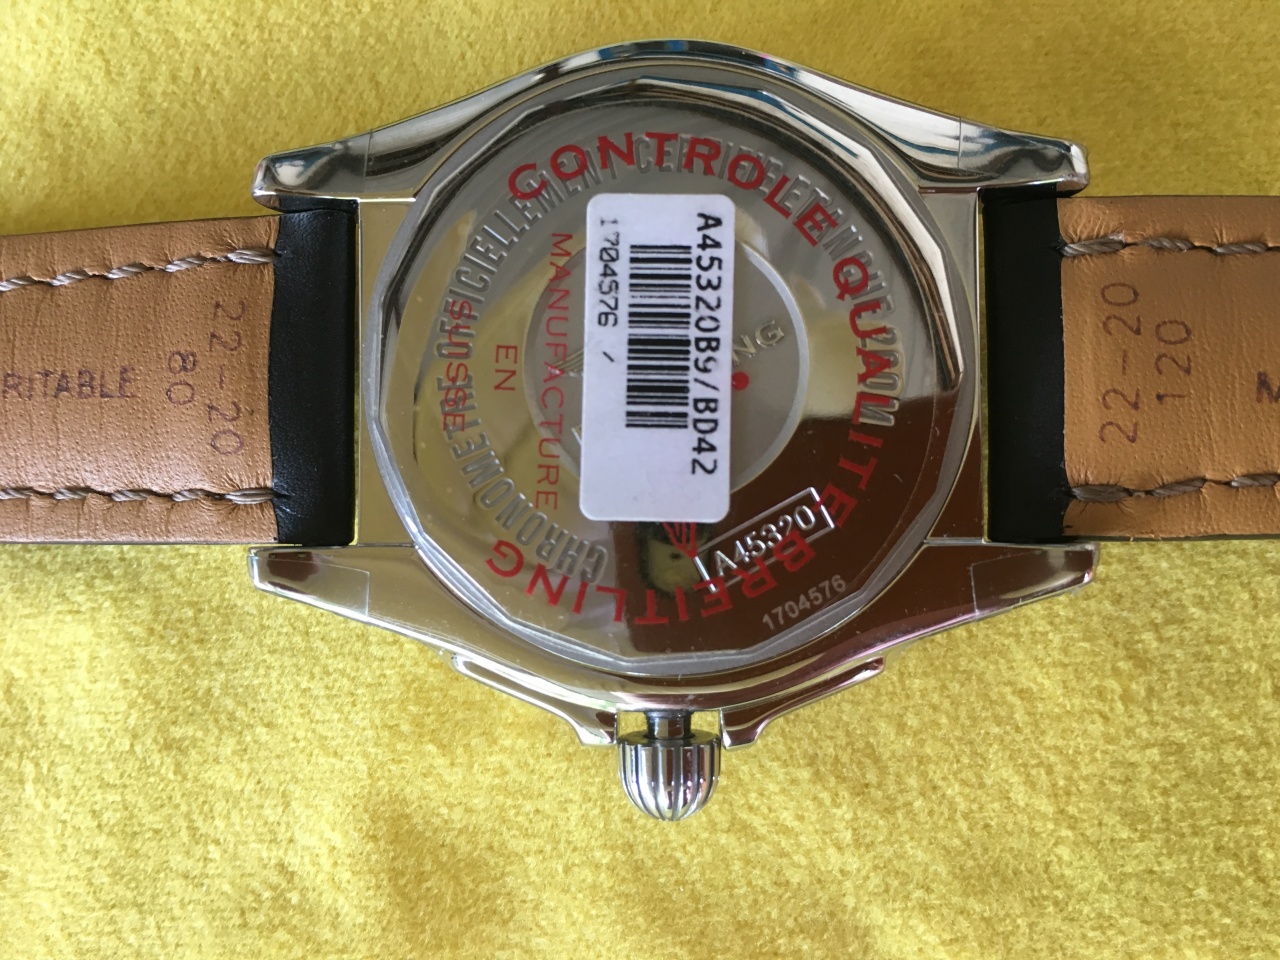 CONTROLE QUALITE BREITLING
MANUFACTURE
EN
SUISSE
CHRONOMETRE OFFICIELLEMENT CERTIFIE ETANCHE
A45320B9/BD42
1704576 /
A45320
1704576
RITABLE
22-20
80
22-20
120